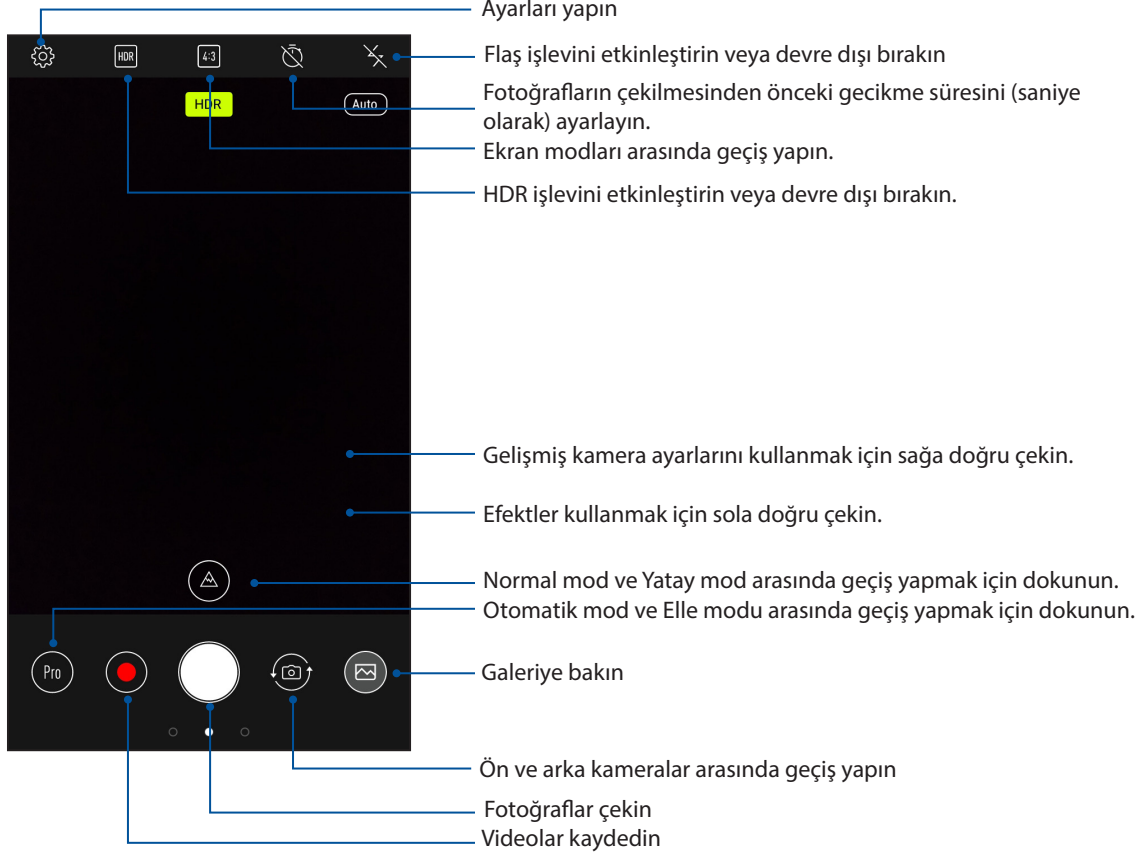 Ayarları yapın
HDR
4:3
Flaş işlevini etkinleştirin veya devre dışı bırakın
HDR
Auto
Fotoğrafların çekilmesinden önceki gecikme süresini (saniye
olarak) ayarlayın.
Ekran modları arasında geçiş yapın.
HDR işlevini etkinleştirin veya devre dışı bırakın.
Gelişmiş kamera ayarlarını kullanmak için sağa doğru çekin.
Efektler kullanmak için sola doğru çekin.
Normal mod ve Yatay mod arasında geçiş yapmak için dokunun.
Otomatik mod ve Elle modu arasında geçiş yapmak için dokunun.
Pro
Galeriye bakın
Ön ve arka kameralar arasında geçiş yapın
Fotoğraflar çekin
Videolar kaydedin